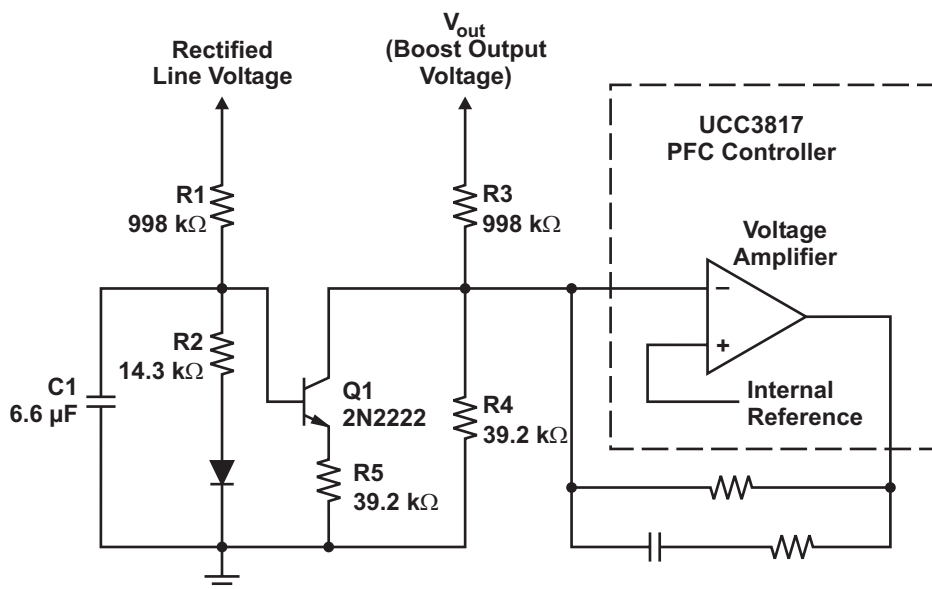 Rectified
Line Voltage
V_out
(Boost Output
Voltage)
UCC3817
PFC Controller
R1
998 kΩ
R3
998 kΩ
Voltage
Amplifier
−
+
R2
14.3 kΩ
C1
6.6 µF
Q1
2N2222
R4
39.2 kΩ
Internal
Reference
R5
39.2 kΩ